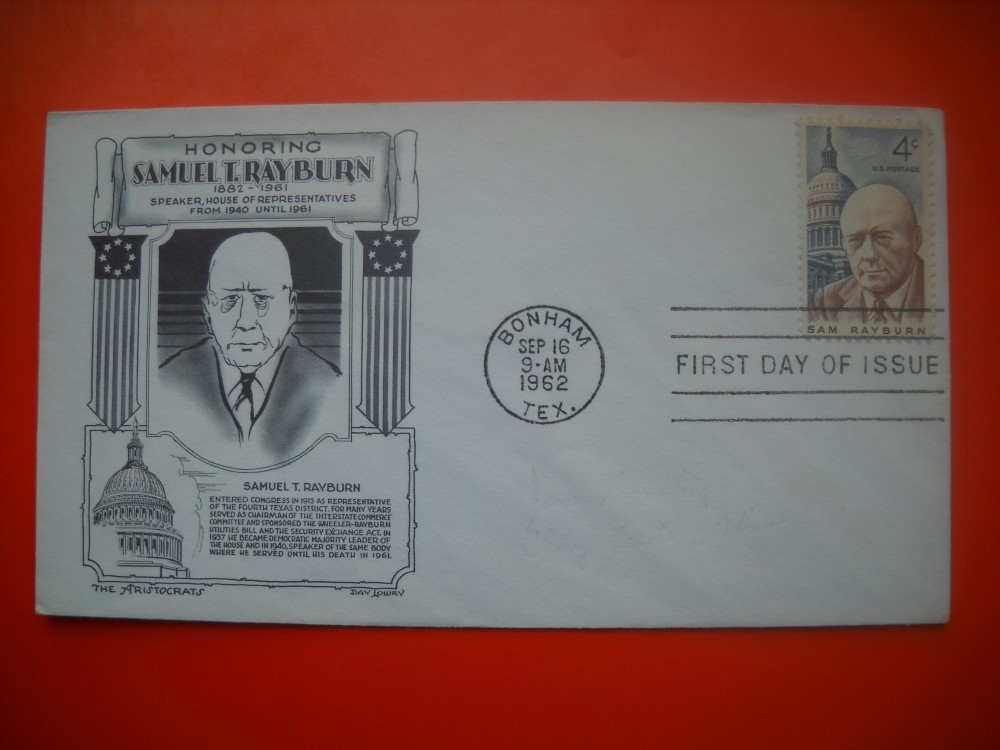 HONORING
SAMUEL T. RAYBURN
1882 - 1961
SPEAKER, HOUSE OF REPRESENTATIVES
FROM 1940 UNTIL 1961
SAMUEL T. RAYBURN
ENTERED CONGRESS IN 1913 AS REPRESENTATIVE
OF THE FOURTH TEXAS DISTRICT. FOR MANY YEARS
SERVED AS CHAIRMAN OF THE INTERSTATE COMMERCE
COMMITTEE AND SPONSORED THE WHEELER-RAYBURN
UTILITIES BILL AND THE SECURITY EXCHANGE ACT. IN
1937 HE BECAME DEMOCRATIC MAJORITY LEADER OF
THE HOUSE AND IN 1940, SPEAKER OF THE SAME BODY
WHERE HE SERVED UNTIL HIS DEATH IN 1961.
THE ARISTOCRATS
DAY LOWRY
BONHAM
SEP 16
9-AM
1962
TEX.
4¢
U.S. POSTAGE
SAM RAYBURN
FIRST DAY OF ISSUE